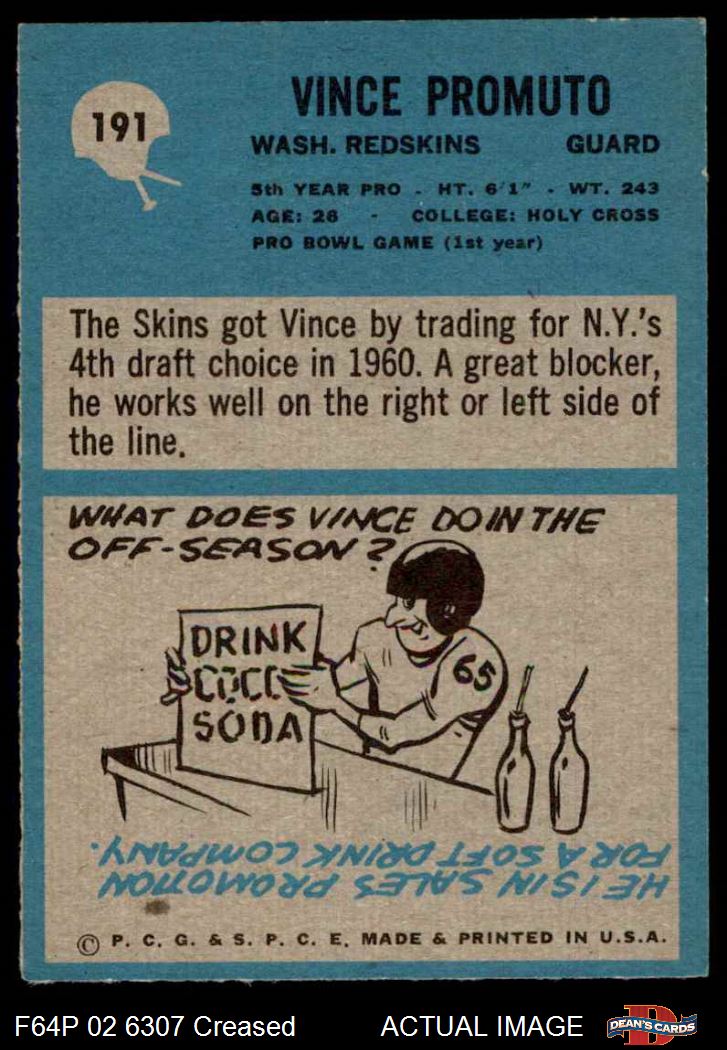 191
VINCE PROMUTO
WASH. REDSKINS GUARD
5th YEAR PRO - HT. 6'1" - WT. 243
AGE: 26 - COLLEGE: HOLY CROSS
PRO BOWL GAME (1st year)
The Skins got Vince by trading for N.Y.'s
4th draft choice in 1960. A great blocker,
he works well on the right or left side of
the line.
WHAT DOES VINCE DO IN THE
OFF-SEASON?
DRINK
COCO
SODA
65
HE IS IN SALES PROMOTION
FOR A SOFT DRINK COMPANY.
© P. C. G. & S. P. C. E. MADE & PRINTED IN U.S.A.
F64P 02 6307 Creased ACTUAL IMAGE
D
DEAN'S CARDS